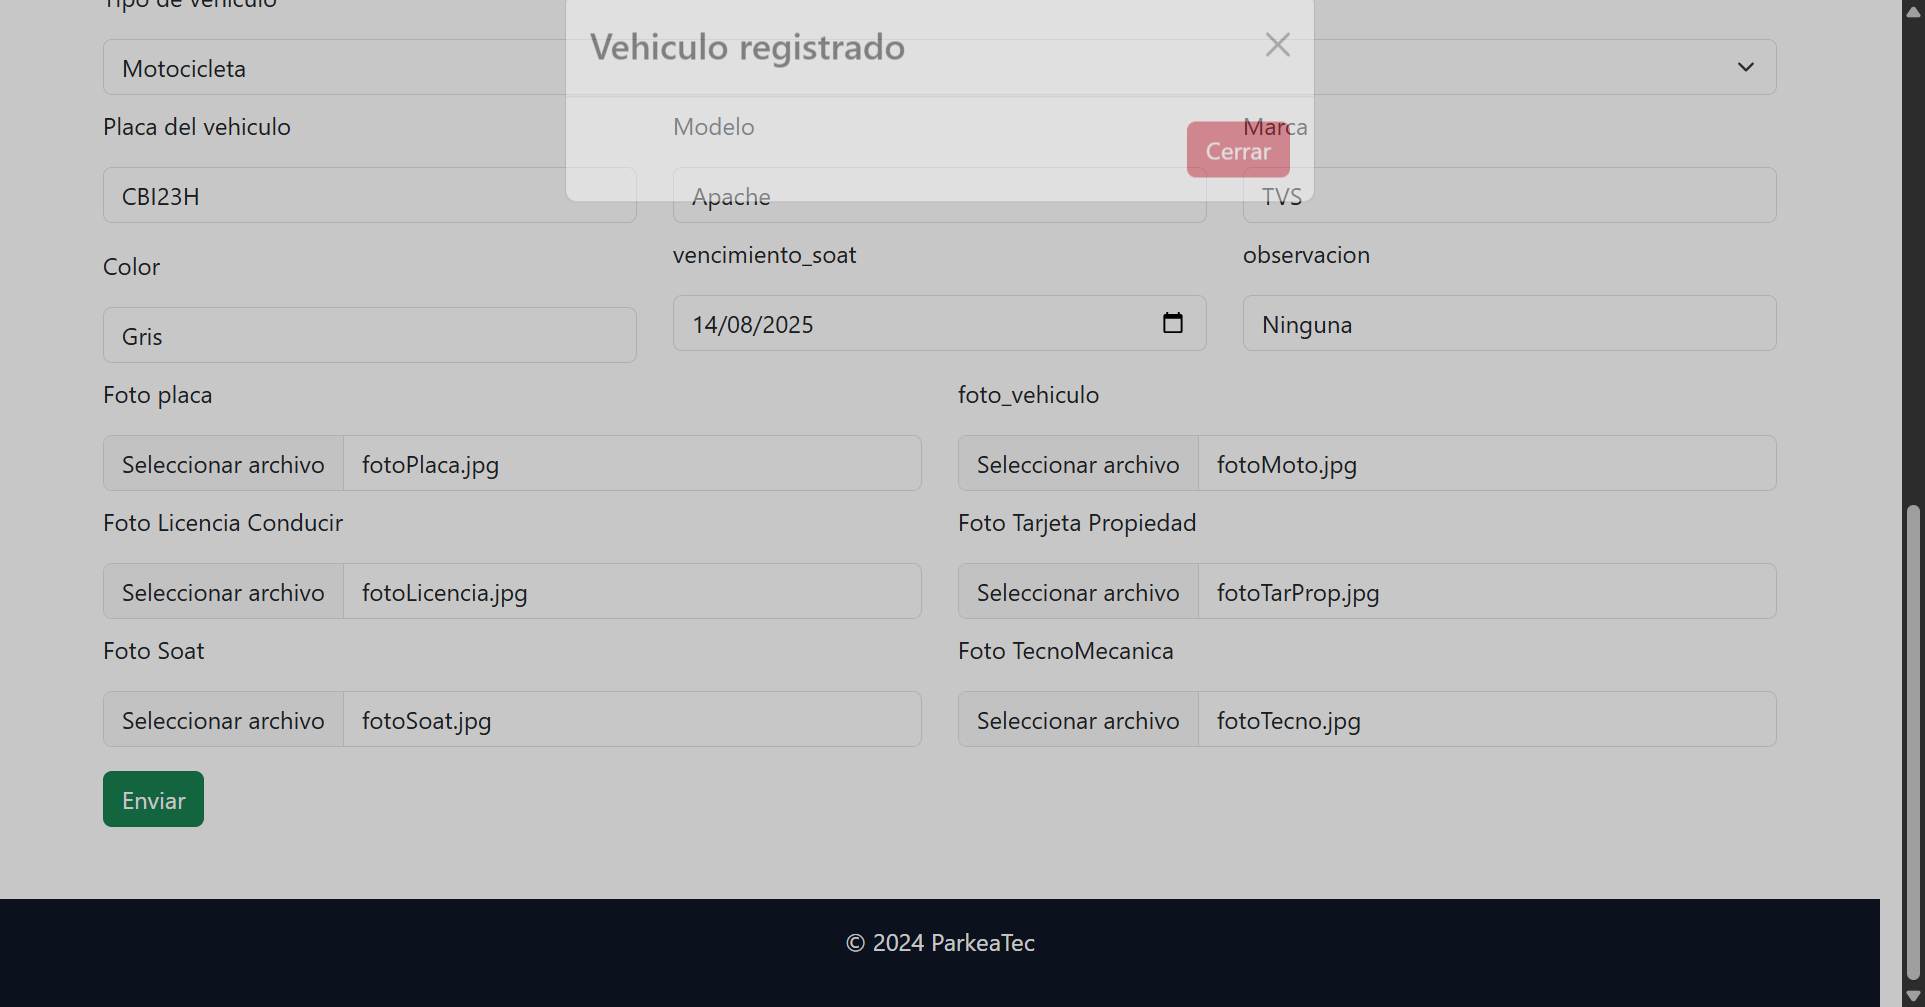 Tipo de vehiculo
Vehiculo registrado
Motocicleta
Placa del vehiculo
Modelo
Marca
Cerrar
CBI23H
Apache
TVS
Color
vencimiento_soat
observacion
Gris
14/08/2025
Ninguna
Foto placa
foto_vehiculo
Seleccionar archivo fotoPlaca.jpg
Seleccionar archivo fotoMoto.jpg
Foto Licencia Conducir
Foto Tarjeta Propiedad
Seleccionar archivo fotoLicencia.jpg
Seleccionar archivo fotoTarProp.jpg
Foto Soat
Foto TecnoMecanica
Seleccionar archivo fotoSoat.jpg
Seleccionar archivo fotoTecno.jpg
Enviar
© 2024 ParkeaTec